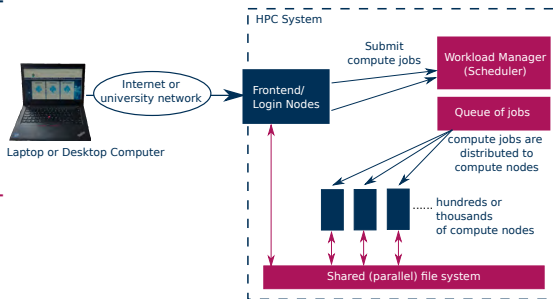 HPC System
Submit
compute jobs
Workload Manager
(Scheduler)
Internet or
university network
Frontend/
Login Nodes
Queue of jobs
Laptop or Desktop Computer
compute jobs are
distributed to
compute nodes
...... hundreds or
thousands
of compute nodes
Shared (parallel) file system